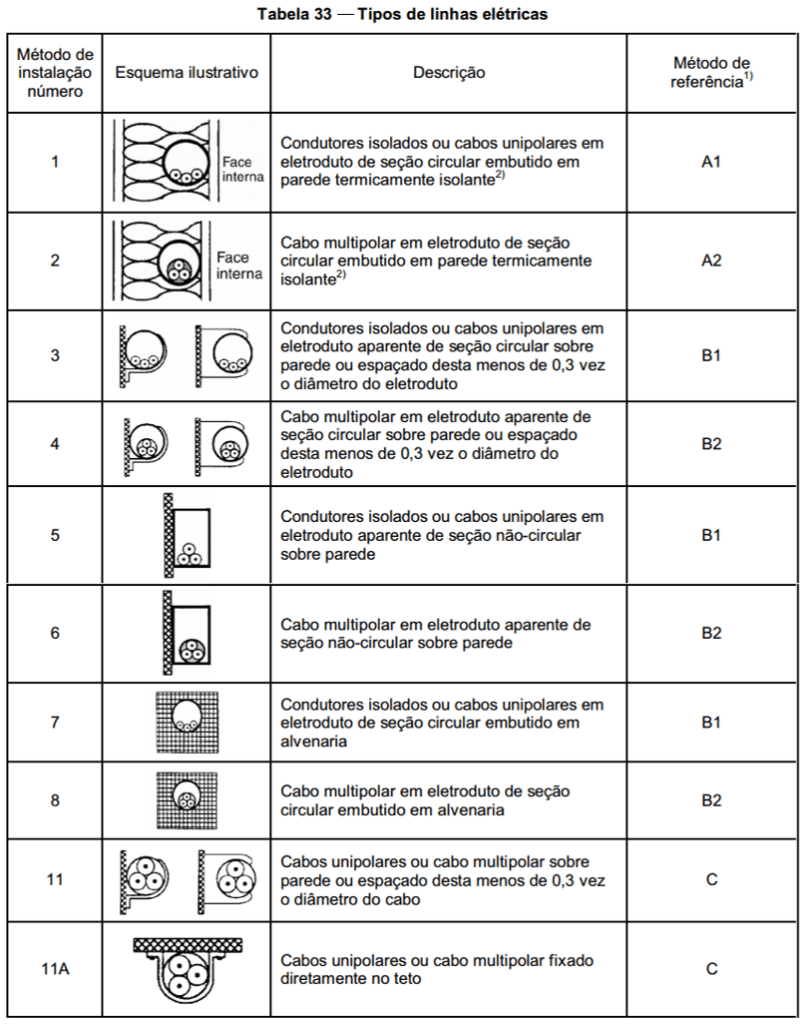 Tabela 33 — Tipos de linhas elétricas
Método de
instalação
número
Esquema ilustrativo
Descrição
Método de
referência1)
1
Face
interna
Condutores isolados ou cabos unipolares em
eletroduto de seção circular embutido em
parede termicamente isolante2)
A1
2
Face
interna
Cabo multipolar em eletroduto de seção
circular embutido em parede termicamente
isolante2)
A2
3
Condutores isolados ou cabos unipolares em
eletroduto aparente de seção circular sobre
parede ou espaçado desta menos de 0,3 vez
o diâmetro do eletroduto
B1
4
Cabo multipolar em eletroduto aparente de
seção circular sobre parede ou espaçado
desta menos de 0,3 vez o diâmetro do
eletroduto
B2
5
Condutores isolados ou cabos unipolares em
eletroduto aparente de seção não-circular
sobre parede
B1
6
Cabo multipolar em eletroduto aparente de
seção não-circular sobre parede
B2
7
Condutores isolados ou cabos unipolares em
eletroduto de seção circular embutido em
alvenaria
B1
8
Cabo multipolar em eletroduto de seção
circular embutido em alvenaria
B2
11
Cabos unipolares ou cabo multipolar sobre
parede ou espaçado desta menos de 0,3 vez
o diâmetro do cabo
C
11A
Cabos unipolares ou cabo multipolar fixado
diretamente no teto
C